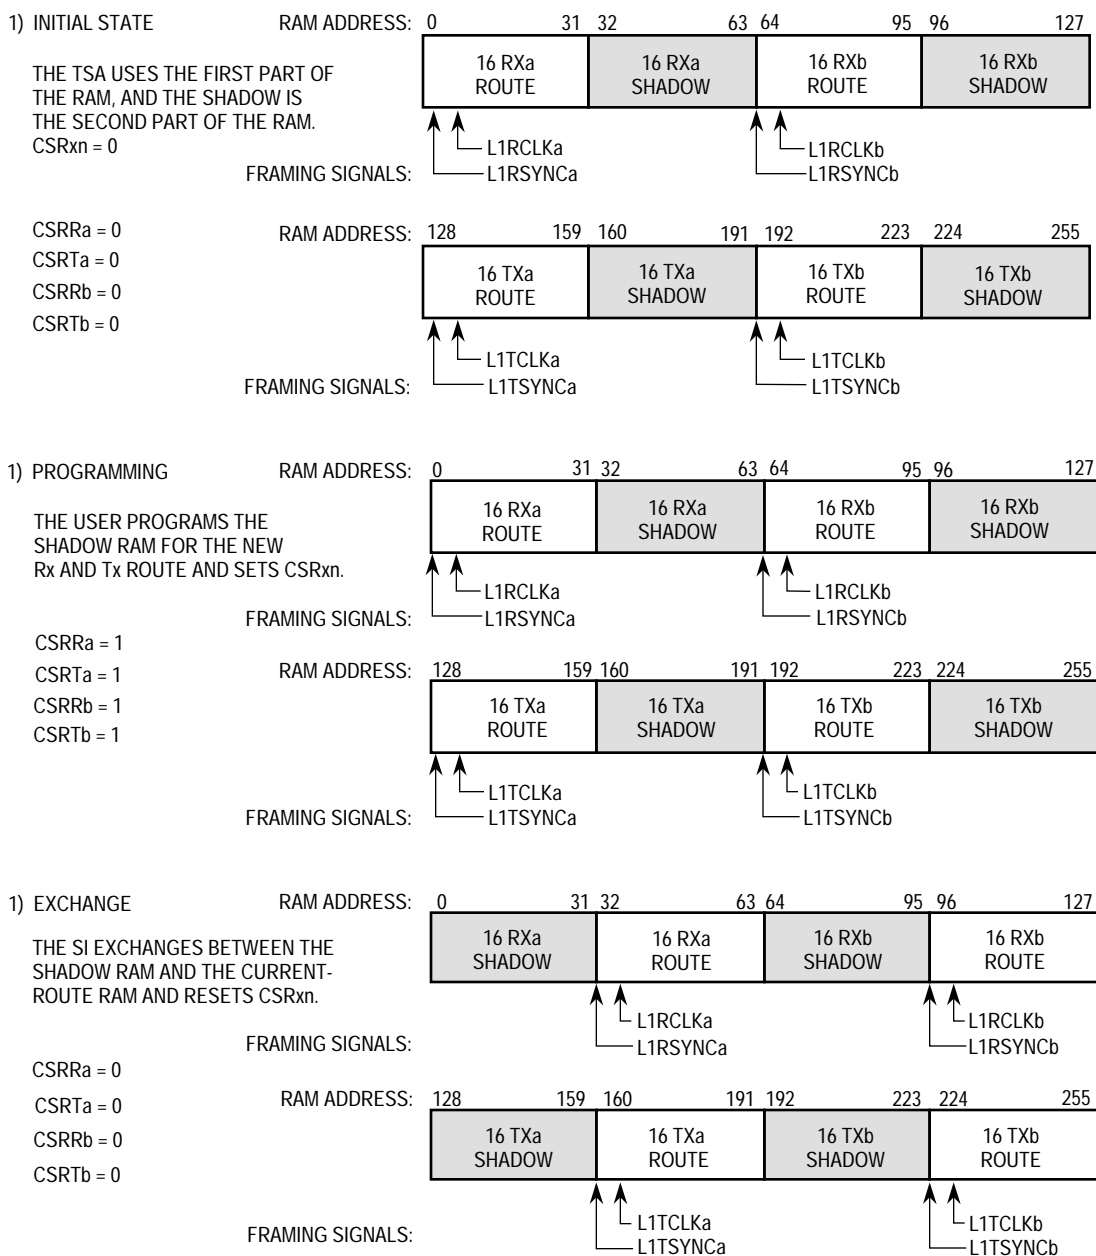 1) INITIAL STATE
RAM ADDRESS: 0 31 32 63 64 95 96 127
THE TSA USES THE FIRST PART OF
THE RAM, AND THE SHADOW IS
THE SECOND PART OF THE RAM.
CSRxn = 0
16 RXa
ROUTE
16 RXa
SHADOW
16 RXb
ROUTE
16 RXb
SHADOW
L1RCLKa
L1RCLKb
FRAMING SIGNALS:
L1RSYNCa
L1RSYNCb
CSRRa = 0
CSRTa = 0
CSRRb = 0
CSRTb = 0
RAM ADDRESS: 128 159 160 191 192 223 224 255
16 TXa
ROUTE
16 TXa
SHADOW
16 TXb
ROUTE
16 TXb
SHADOW
L1TCLKa
L1TCLKb
FRAMING SIGNALS:
L1TSYNCa
L1TSYNCb
1) PROGRAMMING
RAM ADDRESS: 0 31 32 63 64 95 96 127
THE USER PROGRAMS THE
SHADOW RAM FOR THE NEW
Rx AND Tx ROUTE AND SETS CSRxn.
16 RXa
ROUTE
16 RXa
SHADOW
16 RXb
ROUTE
16 RXb
SHADOW
L1RCLKa
L1RCLKb
FRAMING SIGNALS:
L1RSYNCa
L1RSYNCb
CSRRa = 1
CSRTa = 1
CSRRb = 1
CSRTb = 1
RAM ADDRESS: 128 159 160 191 192 223 224 255
16 TXa
ROUTE
16 TXa
SHADOW
16 TXb
ROUTE
16 TXb
SHADOW
L1TCLKa
L1TCLKb
FRAMING SIGNALS:
L1TSYNCa
L1TSYNCb
1) EXCHANGE
RAM ADDRESS: 0 31 32 63 64 95 96 127
THE SI EXCHANGES BETWEEN THE
SHADOW RAM AND THE CURRENT-
ROUTE RAM AND RESETS CSRxn.
16 RXa
SHADOW
16 RXa
ROUTE
16 RXb
SHADOW
16 RXb
ROUTE
L1RCLKa
L1RCLKb
FRAMING SIGNALS:
L1RSYNCa
L1RSYNCb
CSRRa = 0
CSRTa = 0
CSRRb = 0
CSRTb = 0
RAM ADDRESS: 128 159 160 191 192 223 224 255
16 TXa
SHADOW
16 TXa
ROUTE
16 TXb
SHADOW
16 TXb
ROUTE
L1TCLKa
L1TCLKb
FRAMING SIGNALS:
L1TSYNCa
L1TSYNCb